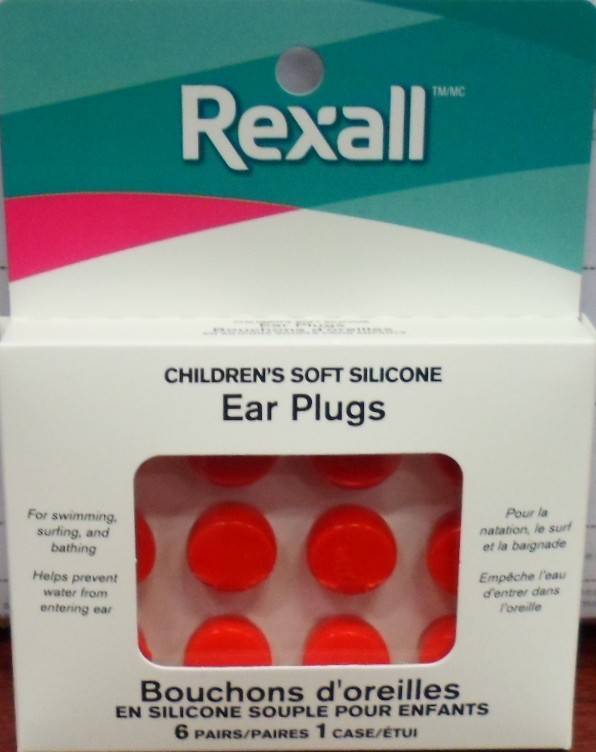 Rexall TM/MC
Ear Plugs
CHILDREN'S SOFT SILICONE
Ear Plugs
For swimming,
surfing, and
bathing
Helps prevent
water from
entering ear
Pour la
natation, le surf
et la baignade
Empêche l'eau
d'entrer dans
l'oreille
Bouchons d'oreilles
EN SILICONE SOUPLE POUR ENFANTS
6 PAIRS/PAIRES 1 CASE/ÉTUI